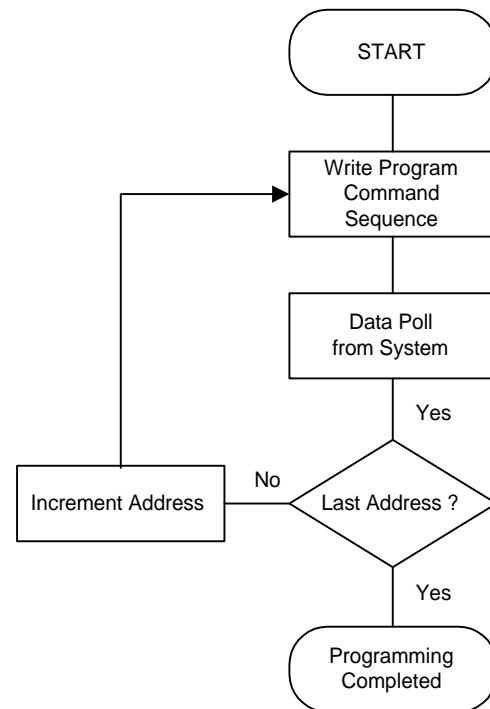 START
Write Program
Command
Sequence
Data Poll
from System
Yes
No
Increment Address
Last Address ?
Yes
Programming
Completed